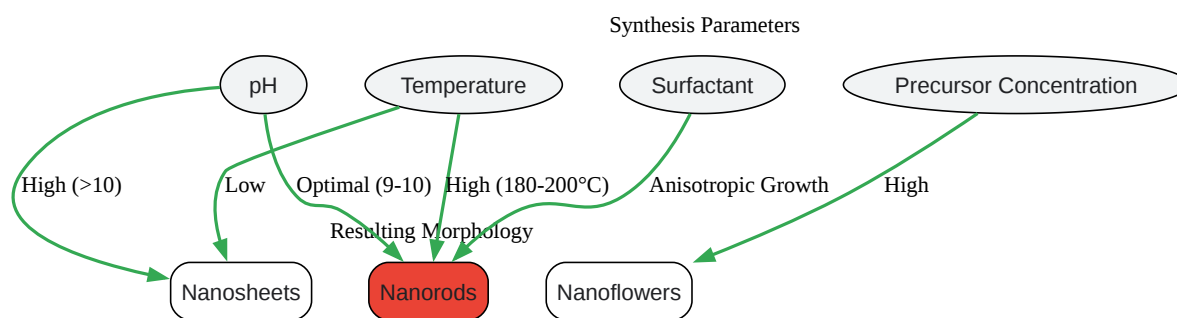 Synthesis Parameters
pH
Temperature
Surfactant
Precursor Concentration
High (>10)
Low
Optimal (9-10)
High (180-200°C)
Anisotropic Growth
High
Resulting Morphology
Nanosheets
Nanorods
Nanoflowers